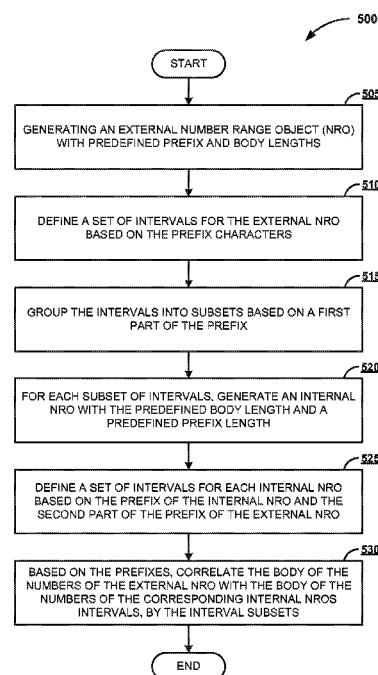 500
START
505
GENERATING AN EXTERNAL NUMBER RANGE OBJECT (NRO)
WITH PREDEFINED PREFIX AND BODY LENGTHS
510
DEFINE A SET OF INTERVALS FOR THE EXTERNAL NRO
BASED ON THE PREFIX CHARACTERS
515
GROUP THE INTERVALS INTO SUBSETS BASED ON A FIRST
PART OF THE PREFIX
520
FOR EACH SUBSET OF INTERVALS, GENERATE AN INTERNAL
NRO WITH THE PREDEFINED BODY LENGTH AND A
PREDEFINED PREFIX LENGTH
525
DEFINE A SET OF INTERVALS FOR EACH INTERNAL NRO
BASED ON THE PREFIX OF THE INTERNAL NRO AND THE
SECOND PART OF THE PREFIX OF THE EXTERNAL NRO
530
BASED ON THE PREFIXES, CORRELATE THE BODY OF THE
NUMBERS OF THE EXTERNAL NRO WITH THE BODY OF THE
NUMBERS OF THE CORRESPONDING INTERNAL NROS
INTERVALS, BY THE INTERVAL SUBSETS
END